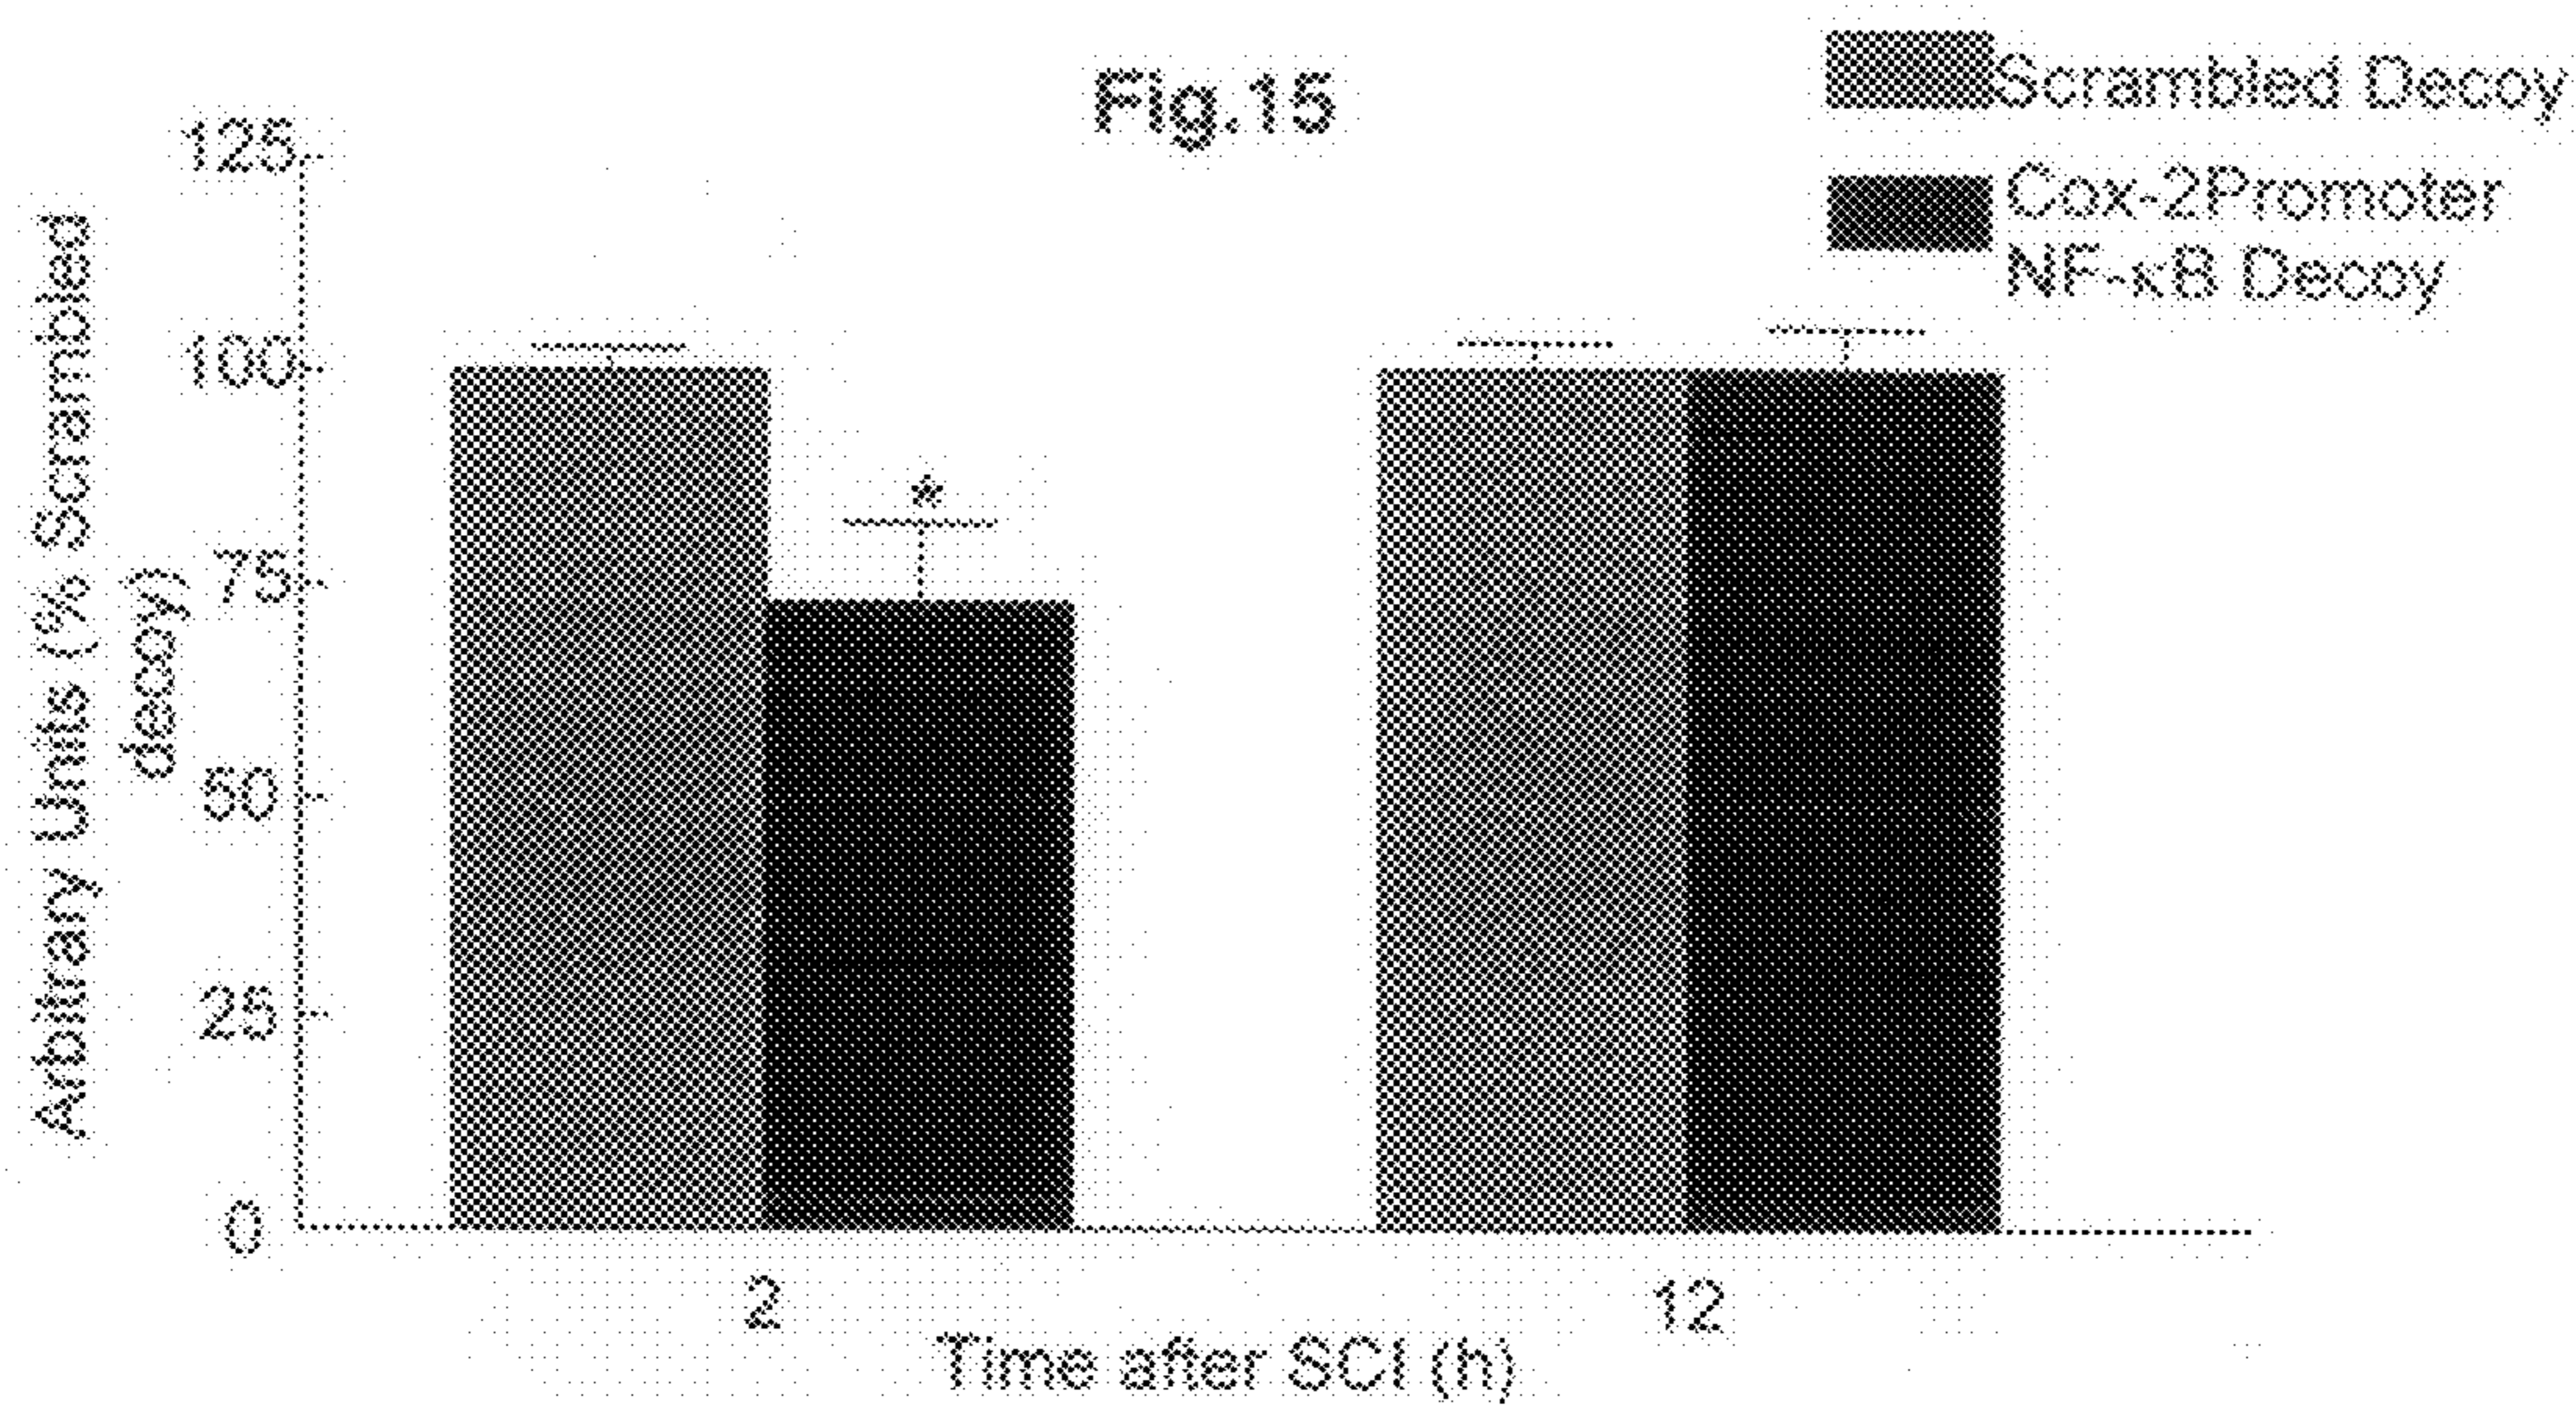 Fig.15
Scrambled Decoy
Cox-2Promoter
NF-κB Decoy
Arbitrary Units (% Scrambled
decoy)
125
100
75
50
25
0
*
2
12
Time after SCI (h)